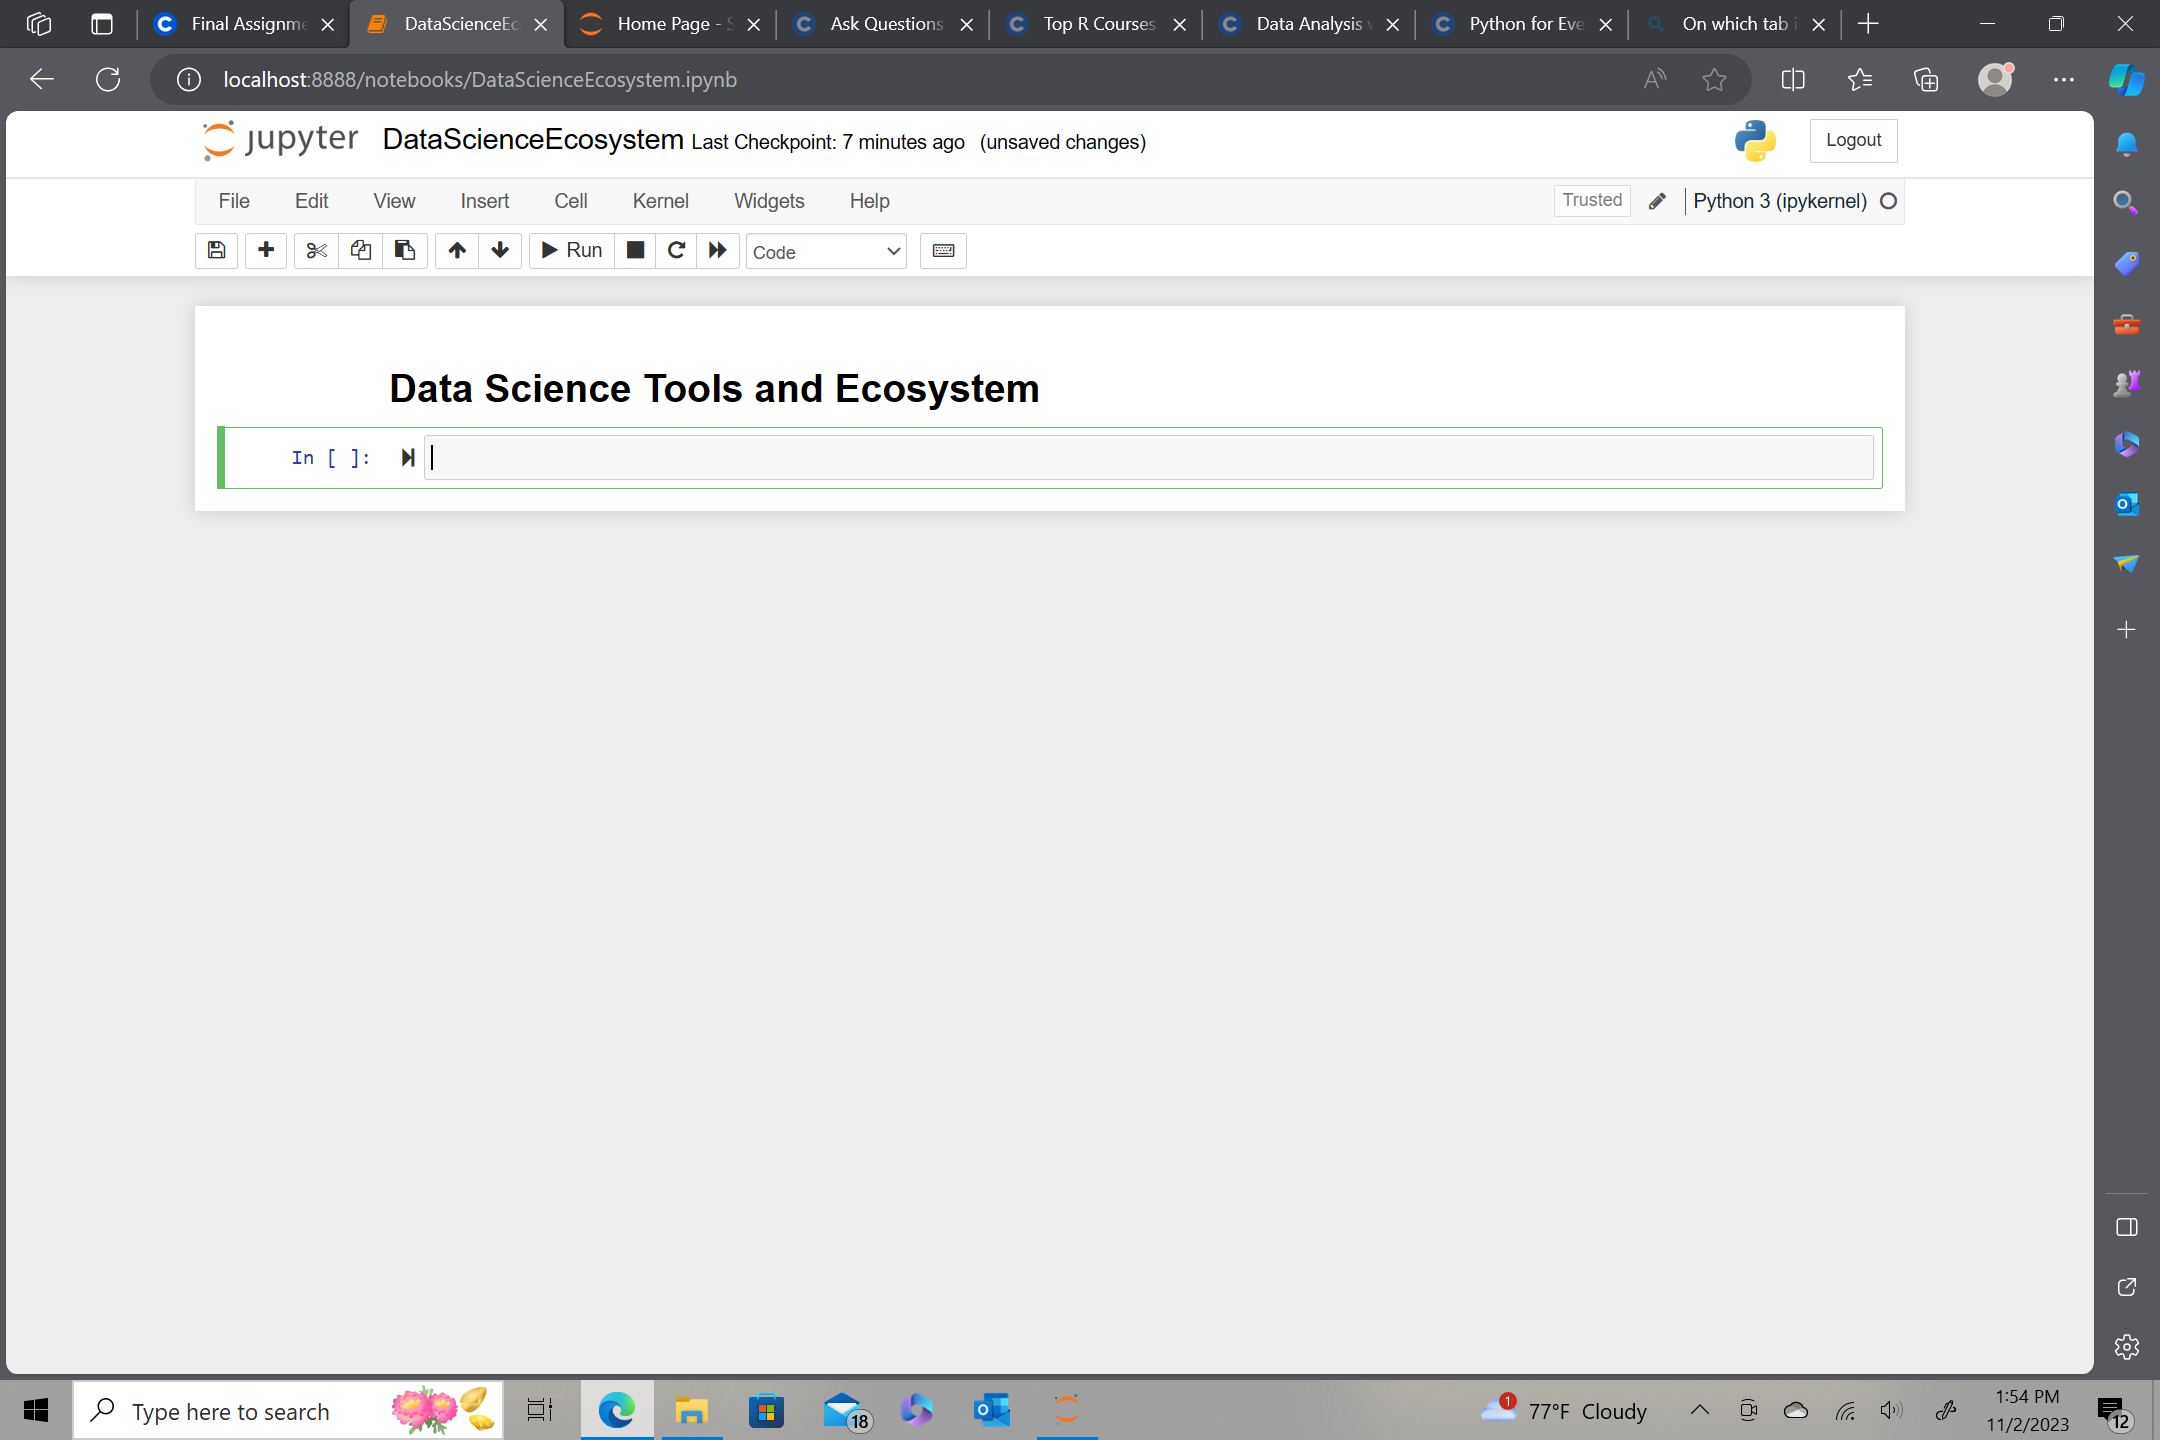 Final Assignme
DataScienceEc
Home Page - S
Ask Questions
Top R Courses
Data Analysis v
Python for Eve
On which tab i
localhost:8888/notebooks/DataScienceEcosystem.ipynb
jupyter DataScienceEcosystem Last Checkpoint: 7 minutes ago (unsaved changes)
Logout
File Edit View Insert Cell Kernel Widgets Help
Trusted
Python 3 (ipykernel)
Run
Code
Data Science Tools and Ecosystem
In [ ]:
Type here to search
18
1
77°F Cloudy
1:54 PM
11/2/2023
12